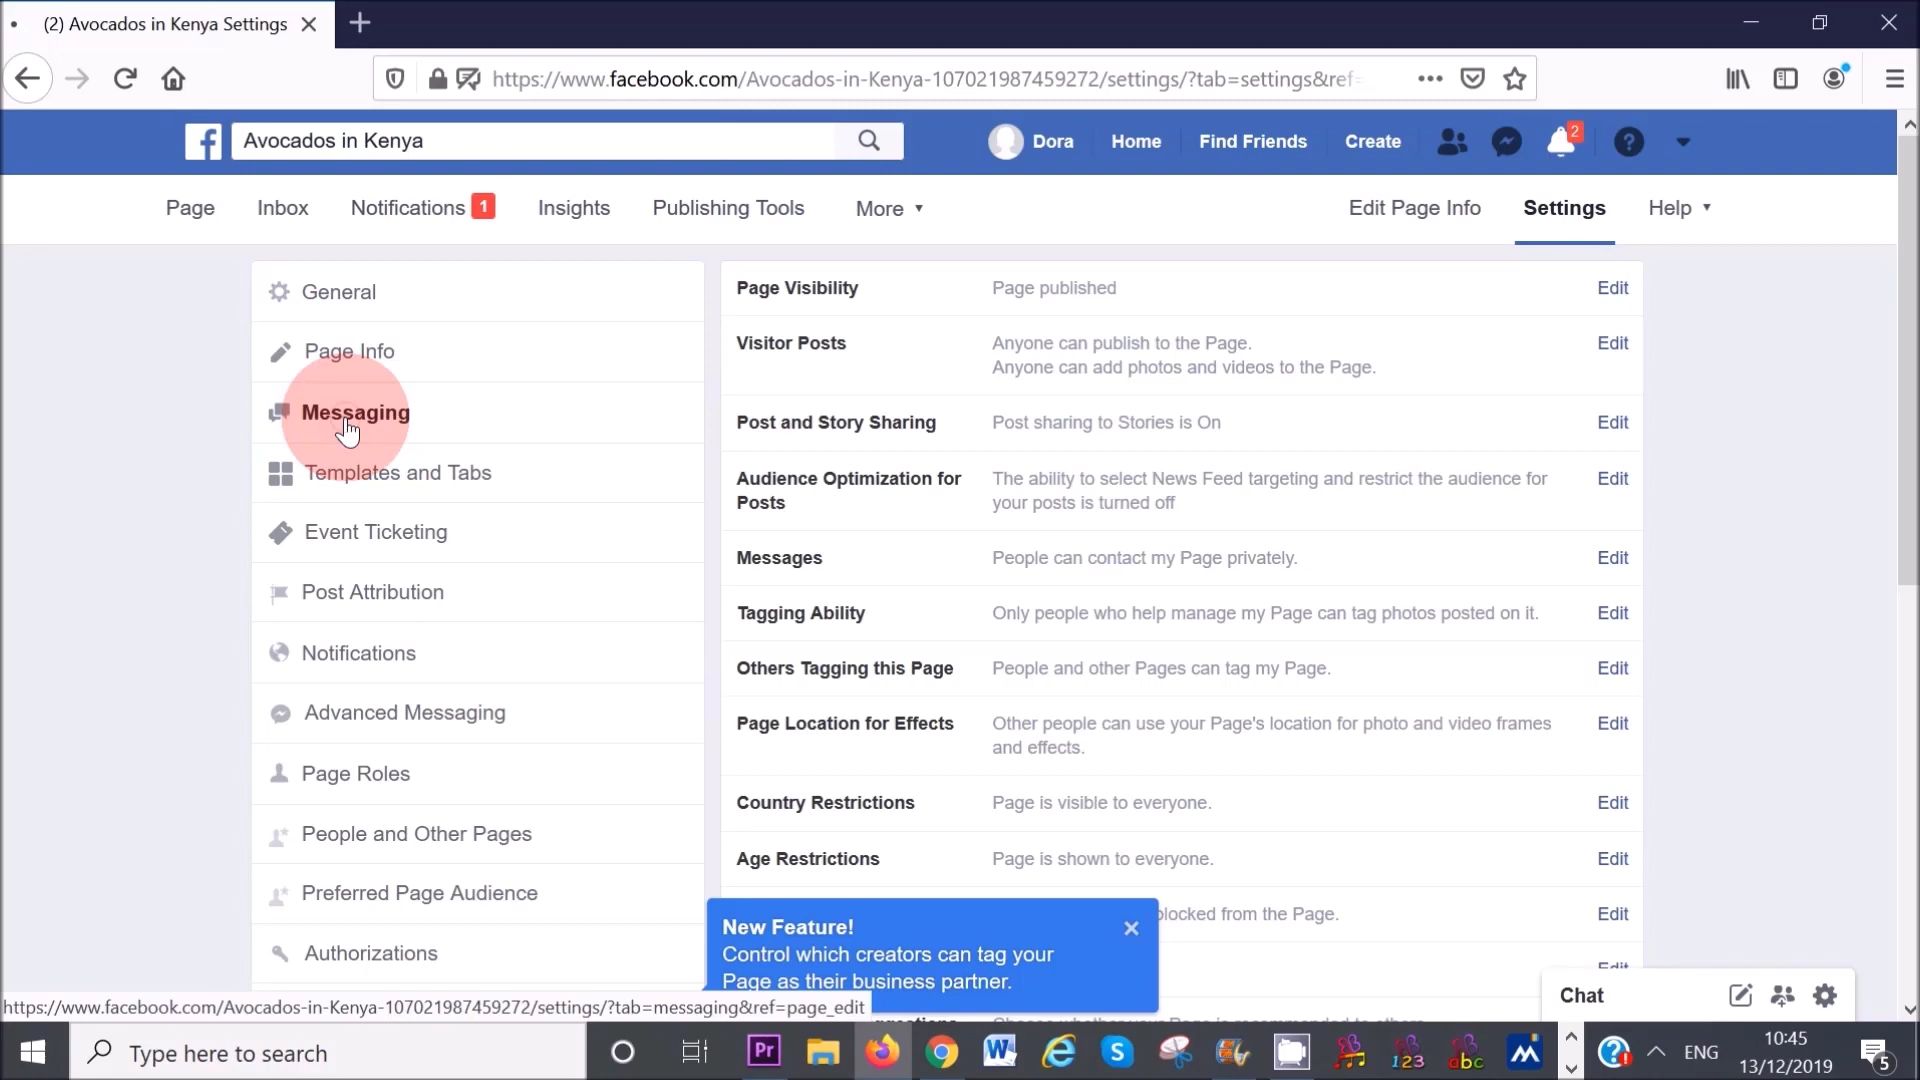 (2) Avocados in Kenya Settings
https://www.facebook.com/Avocados-in-Kenya-107021987459272/settings/?tab=settings&ref=
Avocados in Kenya
Dora Home Find Friends Create 2
Page Inbox Notifications 1 Insights Publishing Tools More Edit Page Info Settings Help
General
Page Info
Messaging
Templates and Tabs
Event Ticketing
Post Attribution
Notifications
Advanced Messaging
Page Roles
People and Other Pages
Preferred Page Audience
Authorizations
Page Visibility Page published Edit
Visitor Posts Anyone can publish to the Page. Edit
Anyone can add photos and videos to the Page.
Post and Story Sharing Post sharing to Stories is On Edit
Audience Optimization for The ability to select News Feed targeting and restrict the audience for Edit
Posts your posts is turned off
Messages People can contact my Page privately. Edit
Tagging Ability Only people who help manage my Page can tag photos posted on it. Edit
Others Tagging this Page People and other Pages can tag my Page. Edit
Page Location for Effects Other people can use your Page's location for photo and video frames Edit
and effects.
Country Restrictions Page is visible to everyone. Edit
Age Restrictions Page is shown to everyone. Edit
blocked from the Page. Edit
New Feature!
Control which creators can tag your
Page as their business partner.
Edit
Chat
https://www.facebook.com/Avocados-in-Kenya-107021987459272/settings/?tab=messaging&ref=page_edit
Type here to search
Pr
123
abc
ENG
10:45
13/12/2019
5